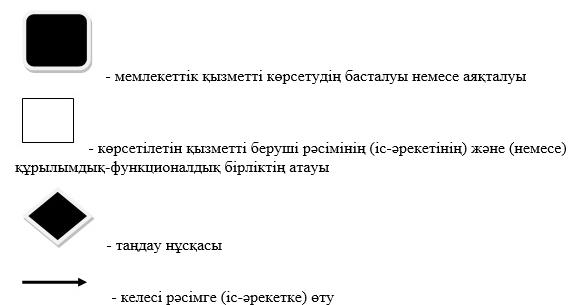 - мемлекеттік қызметті көрсетудің басталуы немесе аяқталуы
- көрсетілетін қызметті беруші рәсімінің (іс-әрекетінің) және (немесе)
құрылымдық-функционалдық бірліктің атауы
- таңдау нұсқасы
- келесі рәсімге (іс-әрекетке) өту